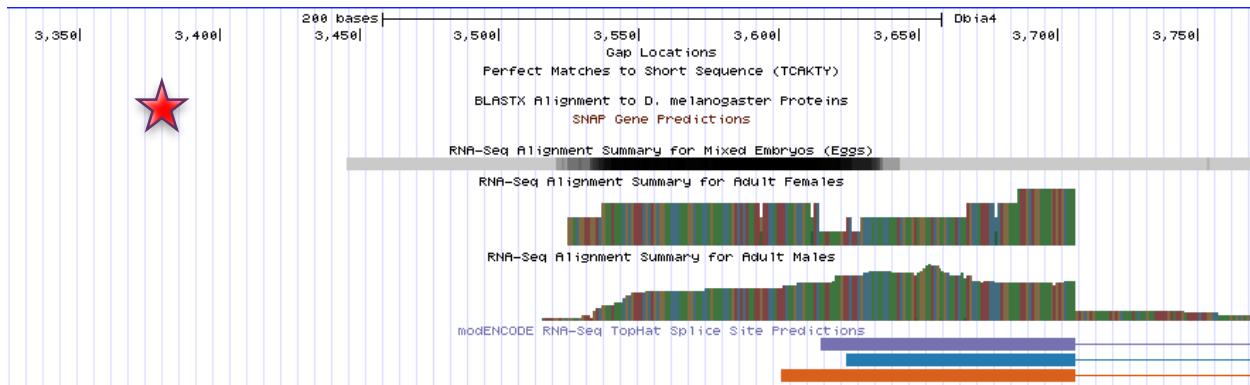 200 bases Dbia4
3,350 3,400 3,450 3,500 3,550 3,600 3,650 3,700 3,750
Gap Locations
Perfect Matches to Short Sequence (TCAKTY)
BLASTX Alignment to D. melanogaster Proteins
SNAP Gene Predictions
RNA-Seq Alignment Summary for Mixed Embryos (Eggs)
RNA-Seq Alignment Summary for Adult Females
RNA-Seq Alignment Summary for Adult Males
modENCODE RNA-Seq TopHat Splice Site Predictions